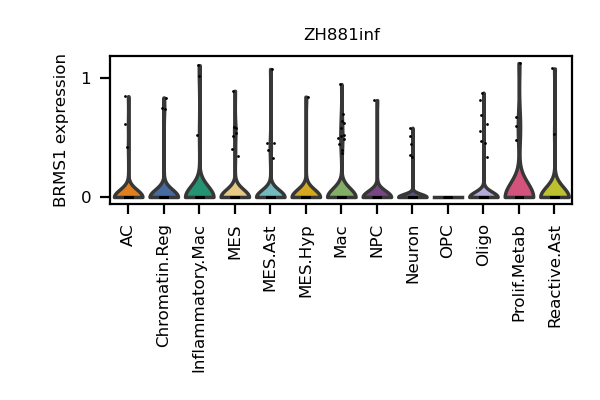 ZH881inf
BRMS1 expression
1
0
AC
Chromatin.Reg
Inflammatory.Mac
MES
MES.Ast
MES.Hyp
Mac
NPC
Neuron
OPC
Oligo
Prolif.Metab
Reactive.Ast